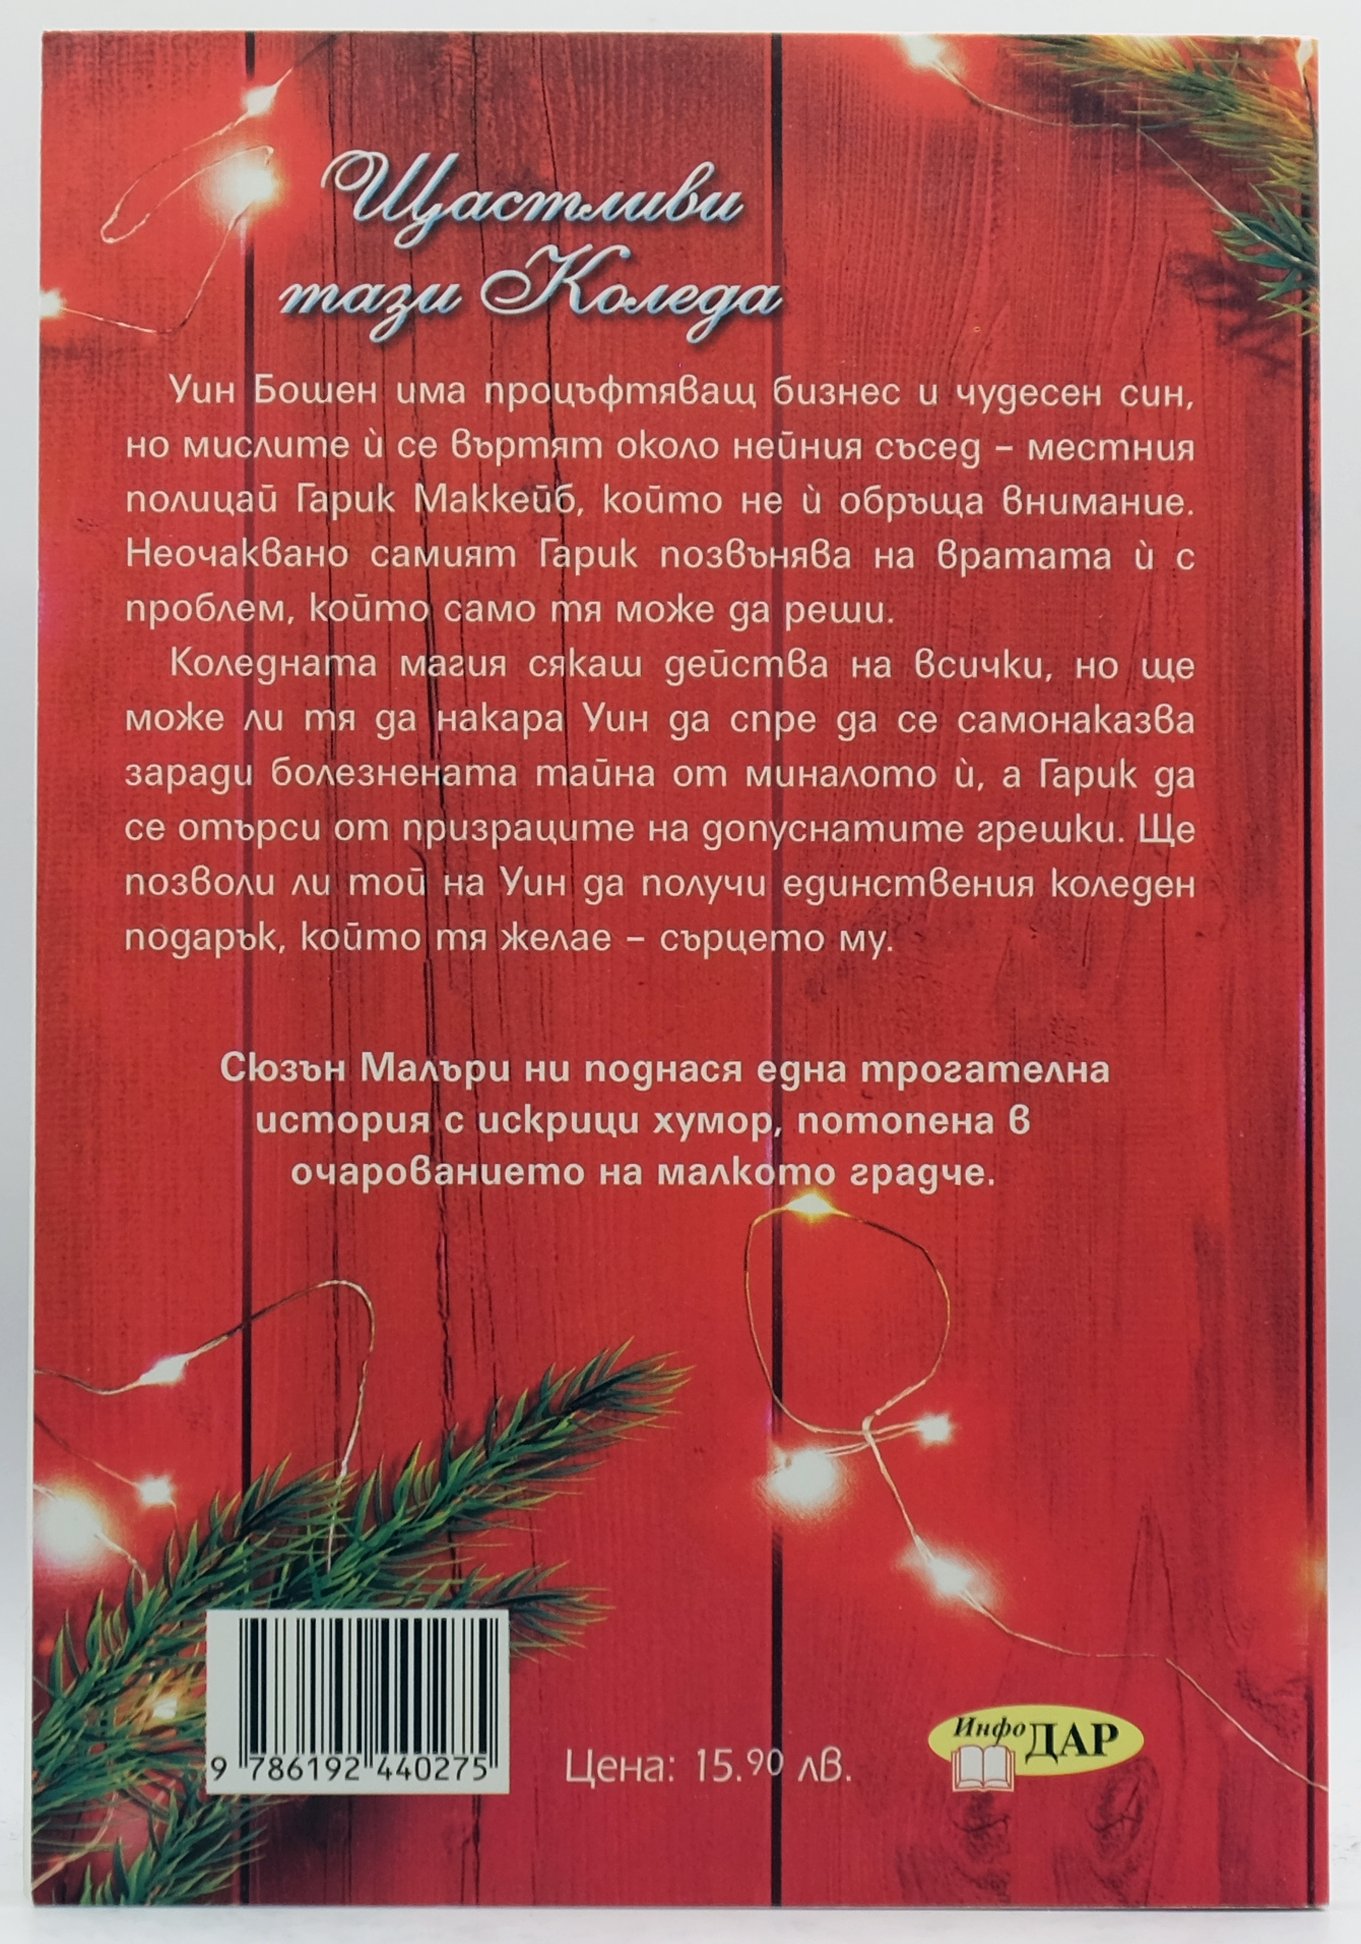 Щастливи
тази Коледа
Уин Бошен има процъфтяващ бизнес и чудесен син,
но мислите ѝ се въртят около нейния съсед – местния
полицай Гарик Маккейб, който не ѝ обръща внимание.
Неочаквано самият Гарик позвънява на вратата ѝ с
проблем, който само тя може да реши.
Коледната магия сякаш действа на всички, но ще
може ли тя да накара Уин да спре да се самонаказва
заради болезнената тайна от миналото ѝ, а Гарик да
се отърси от призраците на допуснатите грешки. Ще
позволи ли той на Уин да получи единствения коледен
подарък, който тя желае – сърцето му.
Сюзън Малъри ни поднася една трогателна
история с искрици хумор, потопена в
очарованието на малкото градче.
9 786192 440275
Цена: 15.90 лв.
Инфо ДАР